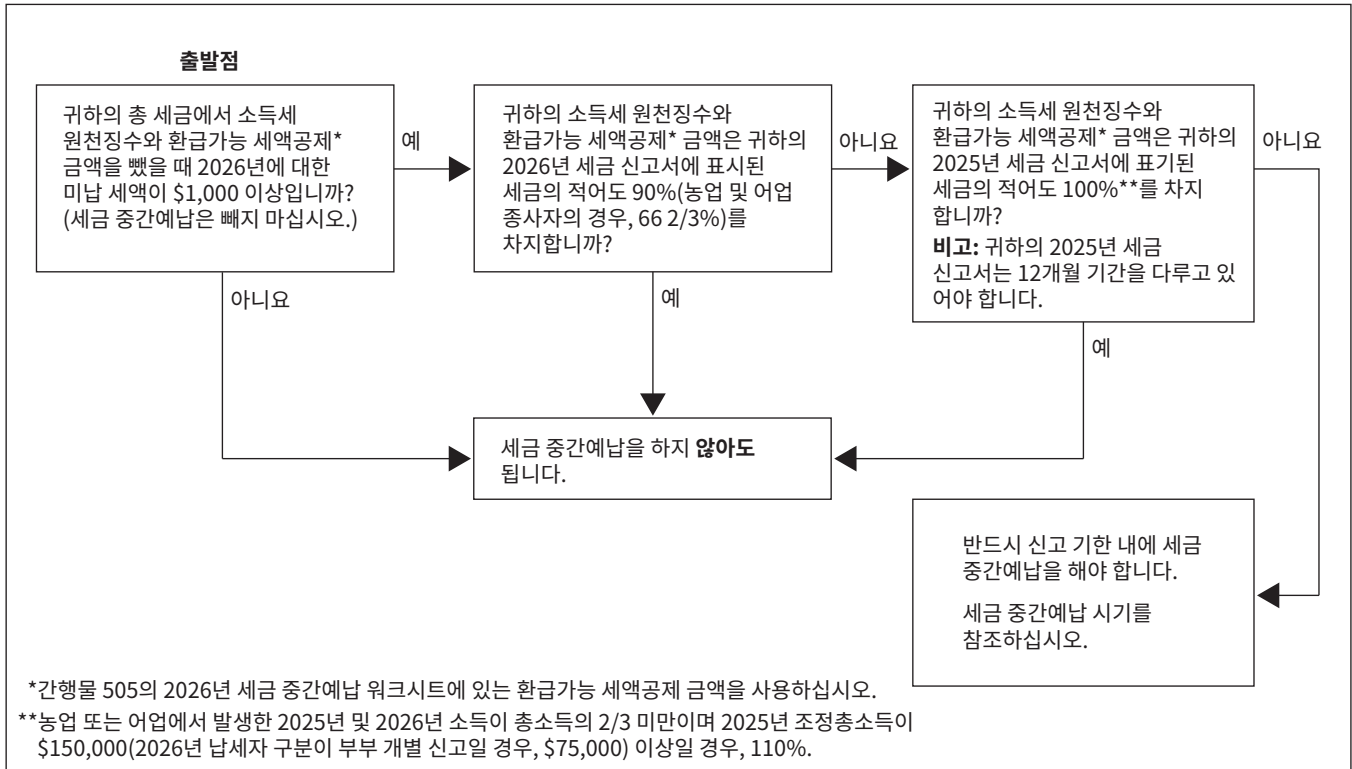 출발점
귀하의 총 세금에서 소득세
원천징수와 환급가능 세액공제*
금액을 뺐을 때 2026년에 대한
미납 세액이 $1,000 이상입니까?
(세금 중간예납은 빼지 마십시오.)
예
아니요
귀하의 소득세 원천징수와
환급가능 세액공제* 금액은 귀하의
2026년 세금 신고서에 표시된
세금의 적어도 90%(농업 및 어업
종사자의 경우, 66 2/3%)를
차지합니까?
아니요
예
귀하의 소득세 원천징수와
환급가능 세액공제* 금액은 귀하의
2025년 세금 신고서에 표기된
세금의 적어도 100%**를 차지
합니까?
비고: 귀하의 2025년 세금
신고서는 12개월 기간을 다루고 있
어야 합니다.
아니요
예
세금 중간예납을 하지 않아도
됩니다.
반드시 신고 기한 내에 세금
중간예납을 해야 합니다.
세금 중간예납 시기를
참조하십시오.
*간행물 505의 2026년 세금 중간예납 워크시트에 있는 환급가능 세액공제 금액을 사용하십시오.
**농업 또는 어업에서 발생한 2025년 및 2026년 소득이 총소득의 2/3 미만이며 2025년 조정총소득이
$150,000(2026년 납세자 구분이 부부 개별 신고일 경우, $75,000) 이상일 경우, 110%.